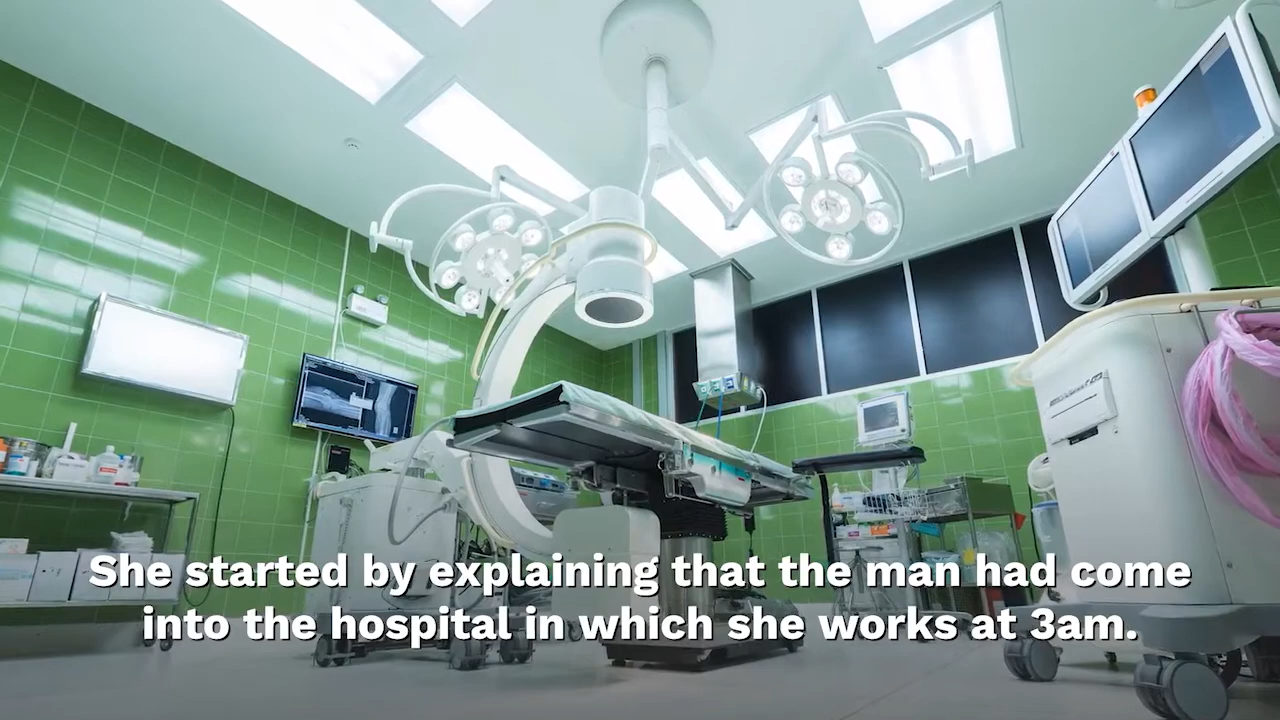 She started by explaining that the man had come
into the hospital in which she works at 3am.